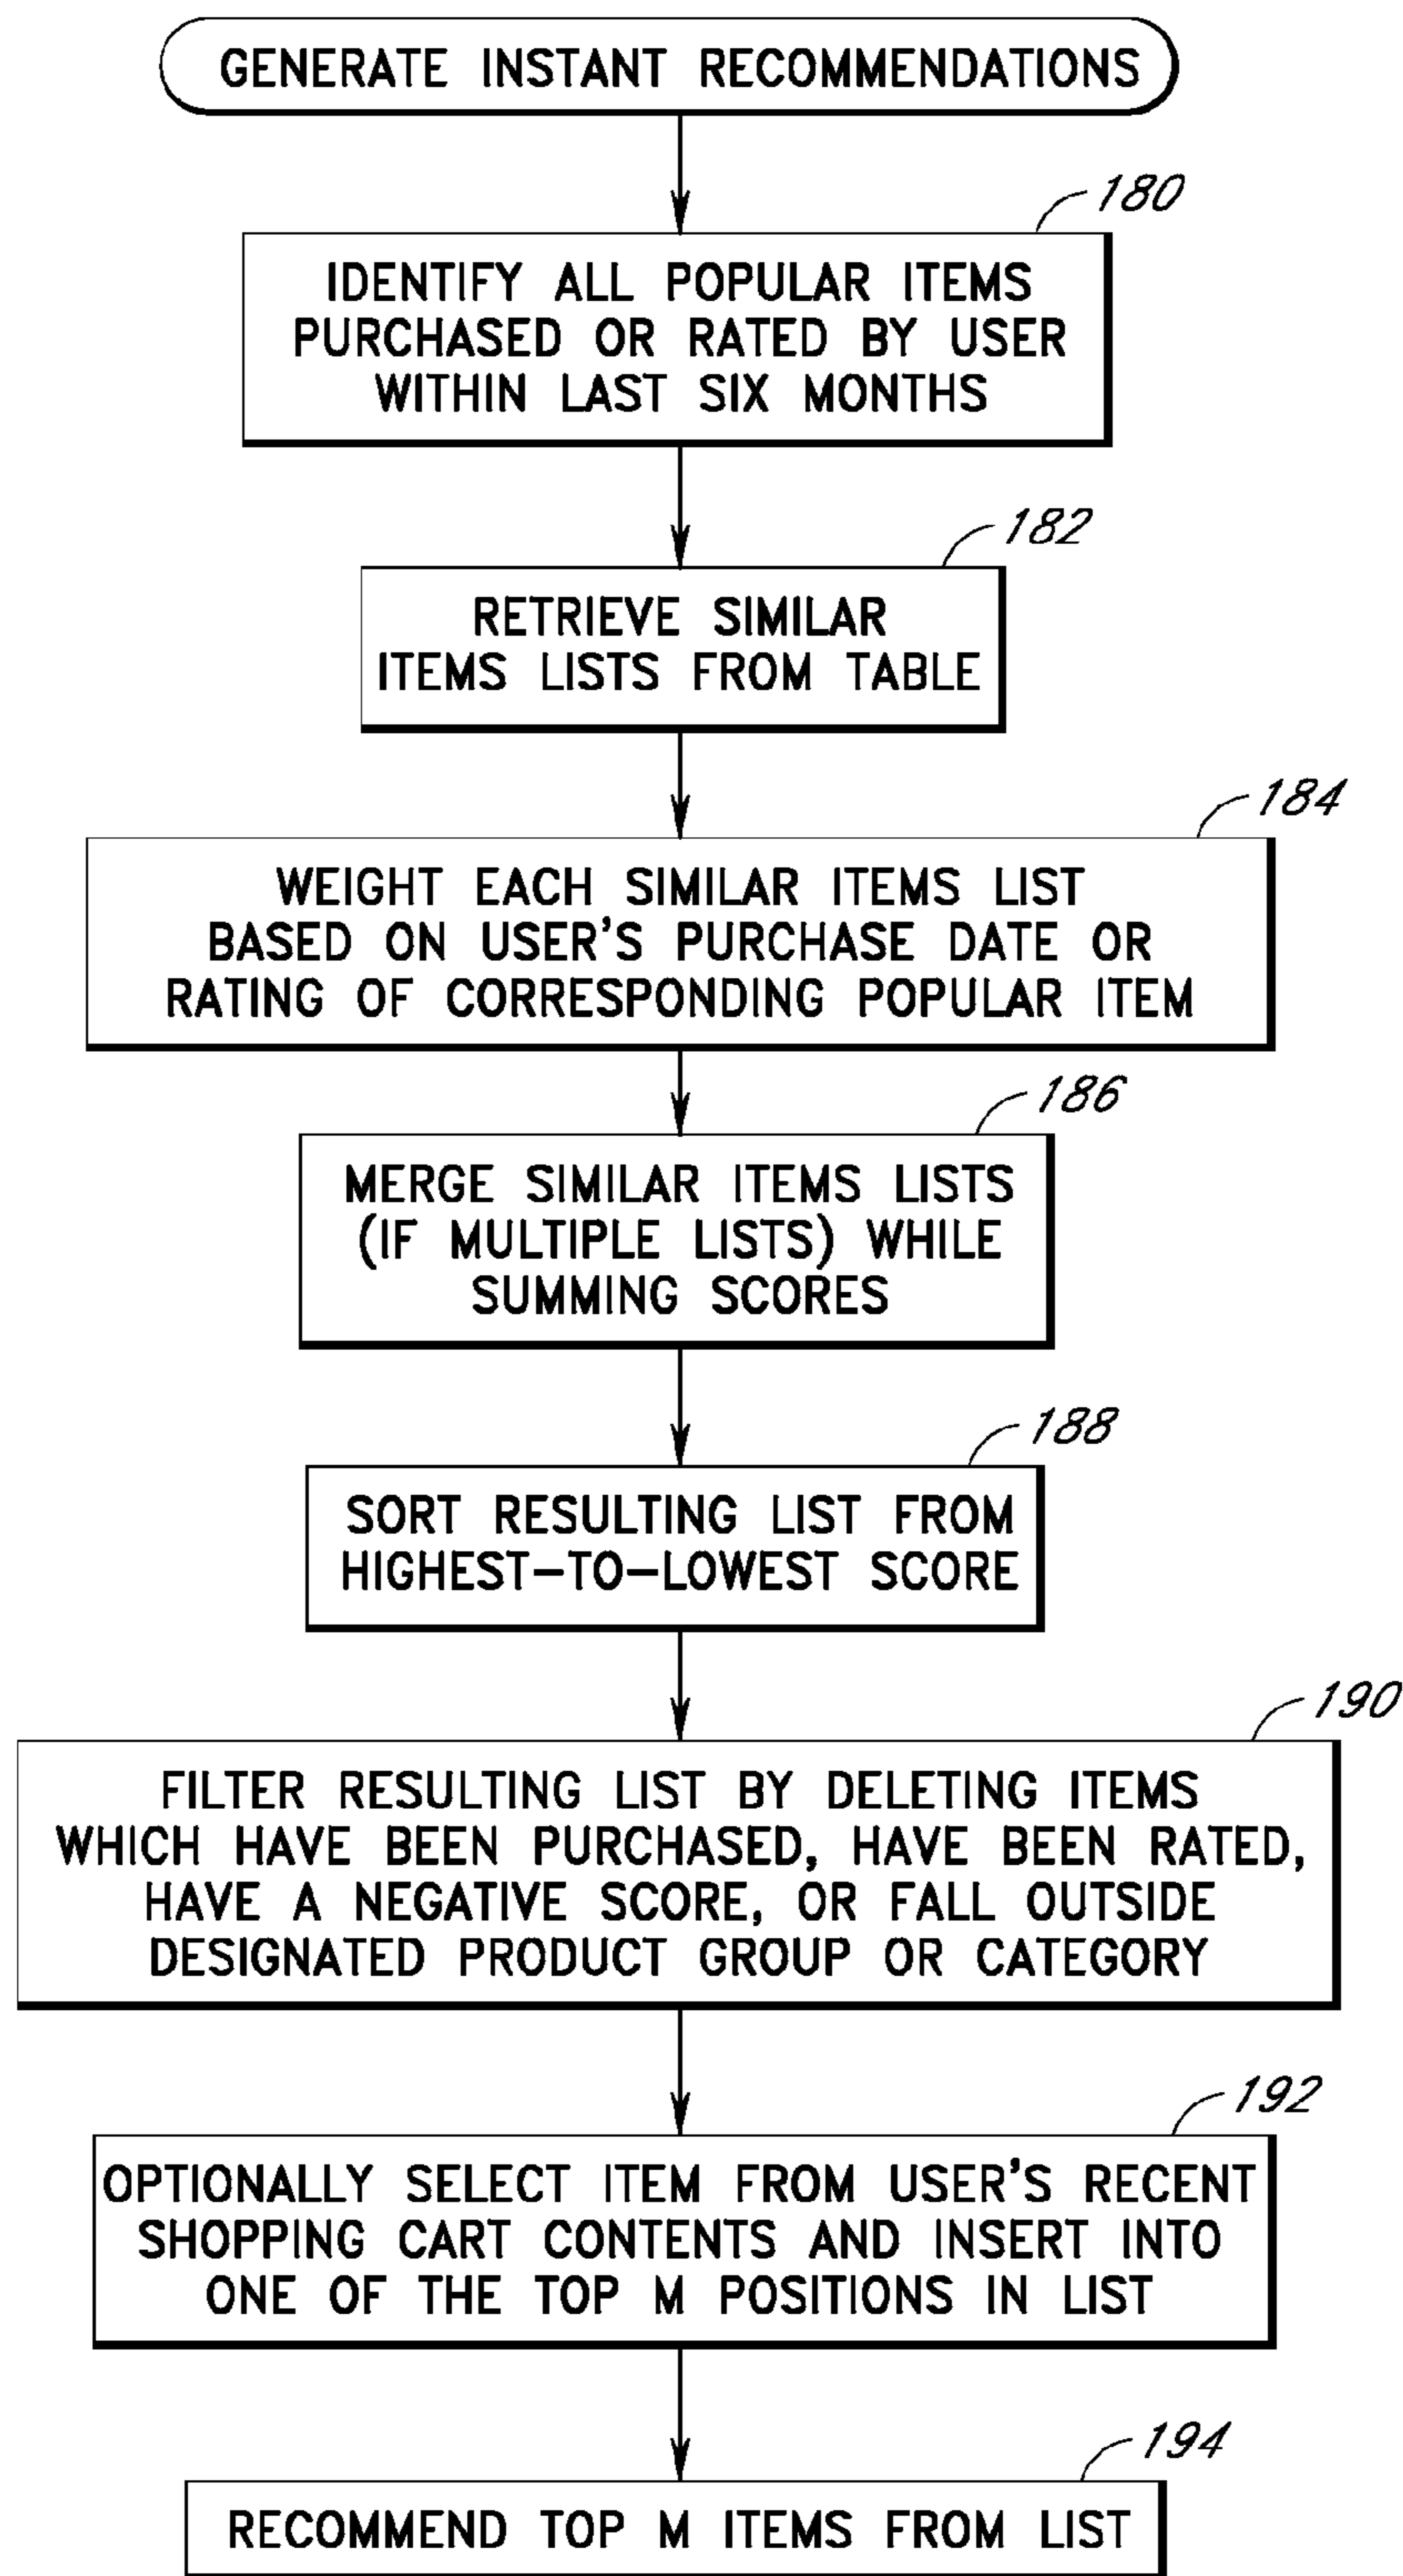 GENERATE INSTANT RECOMMENDATIONS
180
IDENTIFY ALL POPULAR ITEMS
PURCHASED OR RATED BY USER
WITHIN LAST SIX MONTHS
182
RETRIEVE SIMILAR
ITEMS LISTS FROM TABLE
184
WEIGHT EACH SIMILAR ITEMS LIST
BASED ON USER'S PURCHASE DATE OR
RATING OF CORRESPONDING POPULAR ITEM
186
MERGE SIMILAR ITEMS LISTS
(IF MULTIPLE LISTS) WHILE
SUMMING SCORES
188
SORT RESULTING LIST FROM
HIGHEST-TO-LOWEST SCORE
190
FILTER RESULTING LIST BY DELETING ITEMS
WHICH HAVE BEEN PURCHASED, HAVE BEEN RATED,
HAVE A NEGATIVE SCORE, OR FALL OUTSIDE
DESIGNATED PRODUCT GROUP OR CATEGORY
192
OPTIONALLY SELECT ITEM FROM USER'S RECENT
SHOPPING CART CONTENTS AND INSERT INTO
ONE OF THE TOP M POSITIONS IN LIST
194
RECOMMEND TOP M ITEMS FROM LIST